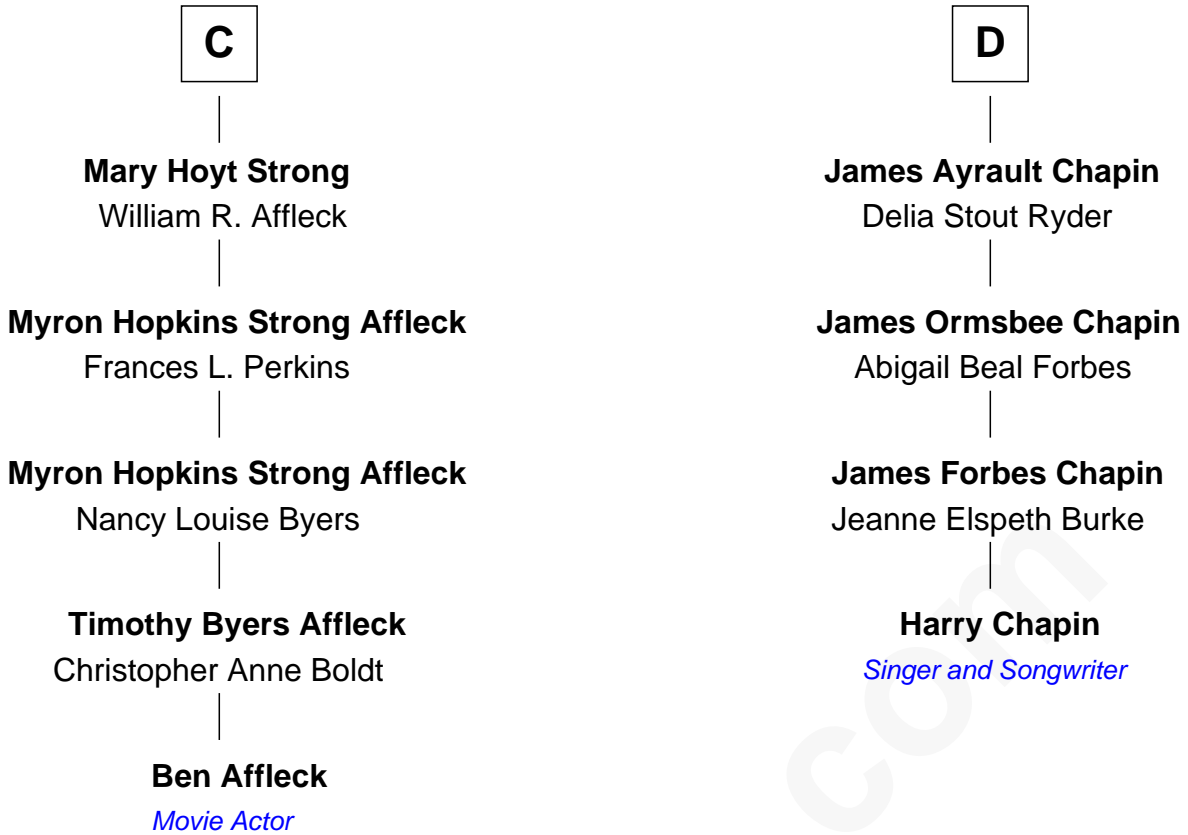 C
Mary Hoyt Strong
William R. Affleck
Myron Hopkins Strong Affleck
Frances L. Perkins
Myron Hopkins Strong Affleck
Nancy Louise Byers
Timothy Byers Affleck
Christopher Anne Boldt
Ben Affleck
Movie Actor
D
James Ayrault Chapin
Delia Stout Ryder
James Ormsbee Chapin
Abigail Beal Forbes
James Forbes Chapin
Jeanne Elspeth Burke
Harry Chapin
Singer and Songwriter
com